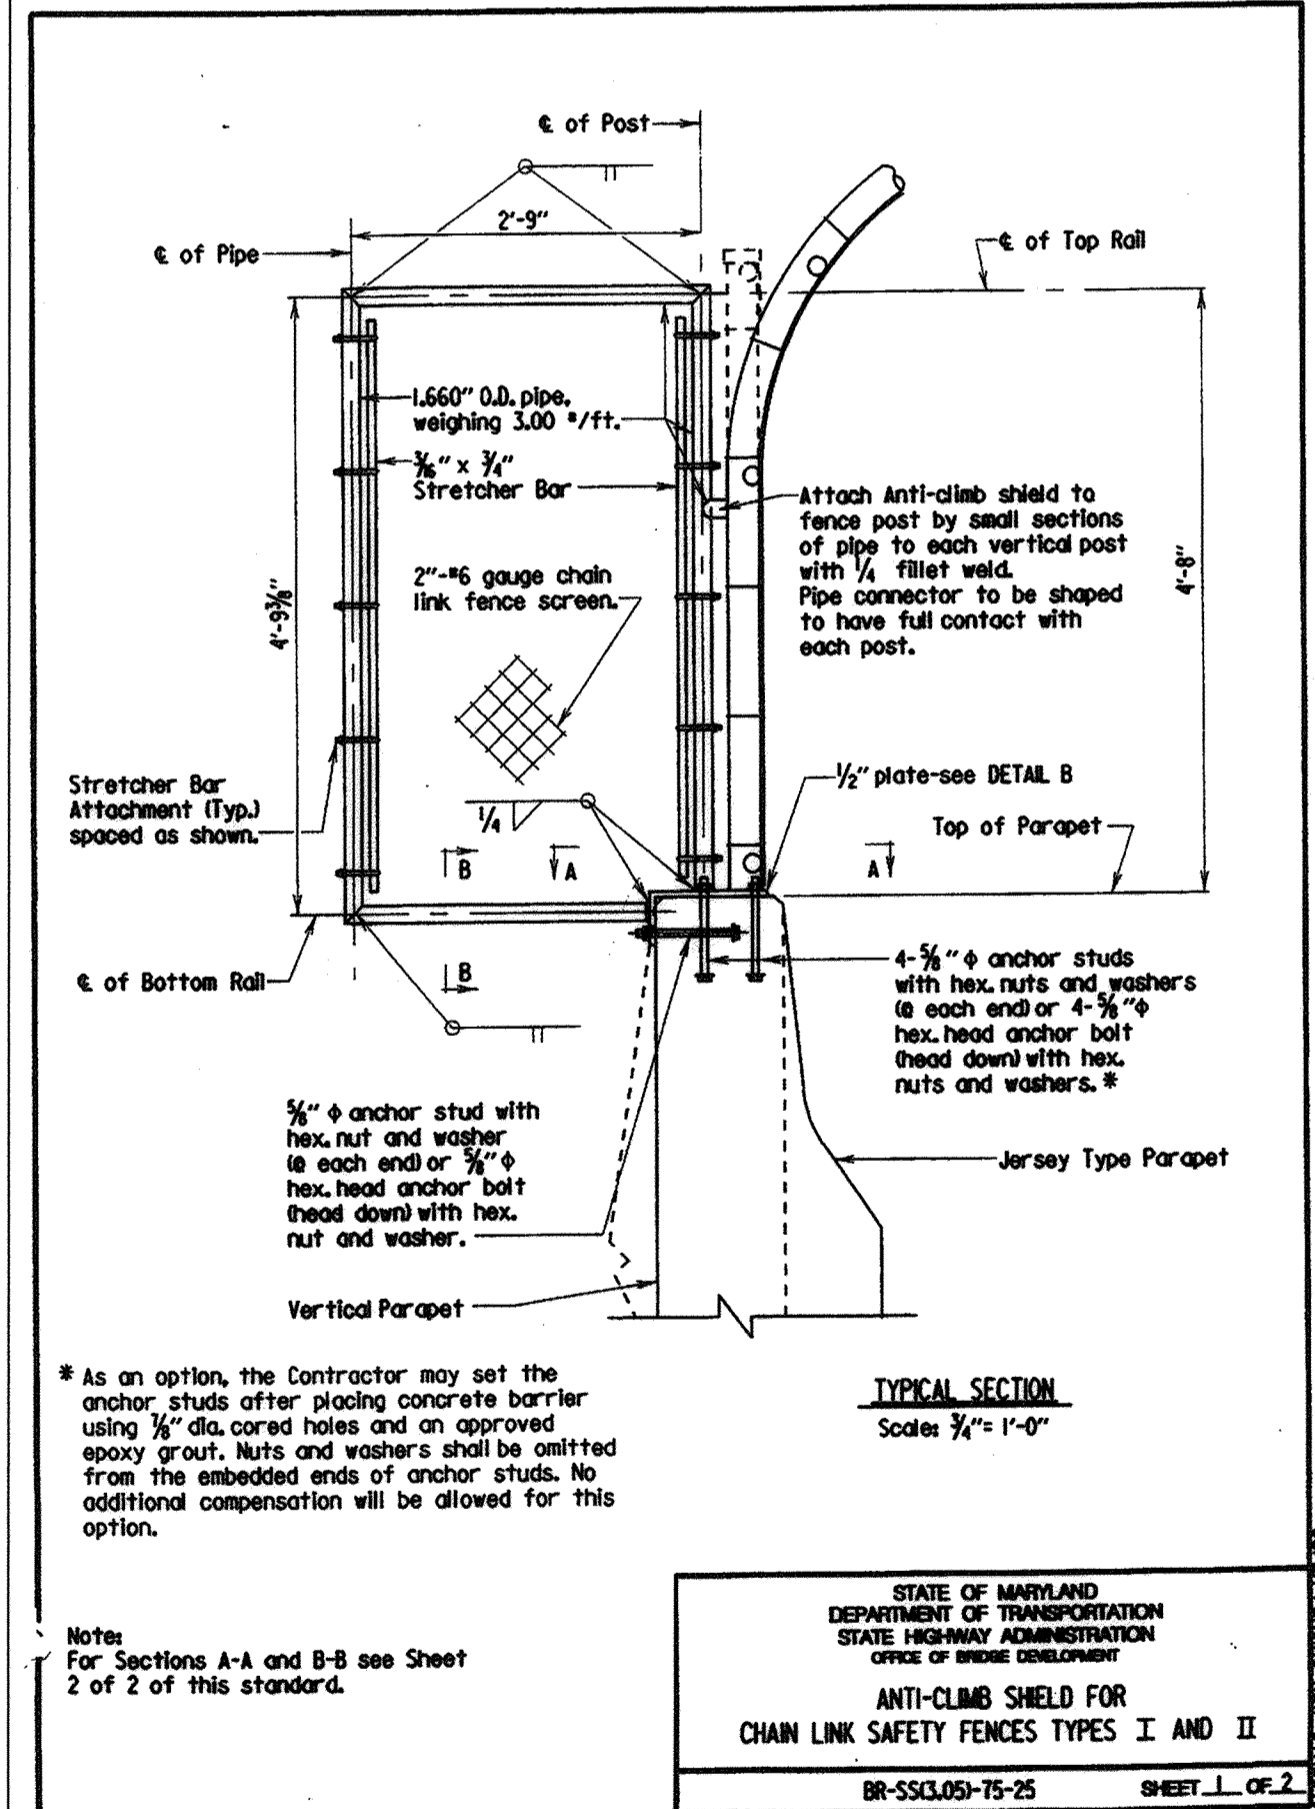 ℄ of Post
2'-9"
℄ of Pipe
℄ of Top Rail
1.660" O.D. pipe.
weighing 3.00 #/ft.
3/16" x 3/4"
Stretcher Bar
Attach Anti-climb shield to
fence post by small sections
of pipe to each vertical post
with 1/4 fillet weld.
Pipe connector to be shaped
to have full contact with
each post.
2"-#6 gauge chain
link fence screen.
4'-9 3/8"
4'-8"
Stretcher Bar
Attachment (Typ.)
spaced as shown.
1/4
1/2" plate-see DETAIL B
Top of Parapet
B
A
A
℄ of Bottom Rail
B
4-5/8" ϕ anchor studs
with hex. nuts and washers
(@ each end) or 4-5/8" ϕ
hex. head anchor bolt
(head down) with hex.
nuts and washers. *
5/8" ϕ anchor stud with
hex. nut and washer
(@ each end) or 5/8" ϕ
hex. head anchor bolt
(head down) with hex.
nut and washer.
Jersey Type Parapet
Vertical Parapet
* As an option, the Contractor may set the
anchor studs after placing concrete barrier
using 7/8" dia. cored holes and an approved
epoxy grout. Nuts and washers shall be omitted
from the embedded ends of anchor studs. No
additional compensation will be allowed for this
option.
TYPICAL SECTION
Scale: 3/4" = 1'-0"
Note:
For Sections A-A and B-B see Sheet
2 of 2 of this standard.
STATE OF MARYLAND
DEPARTMENT OF TRANSPORTATION
STATE HIGHWAY ADMINISTRATION
OFFICE OF BRIDGE DEVELOPMENT
ANTI-CLIMB SHIELD FOR
CHAIN LINK SAFETY FENCES TYPES I AND II
BR-SS(3.05)-75-25 SHEET 1 OF 2